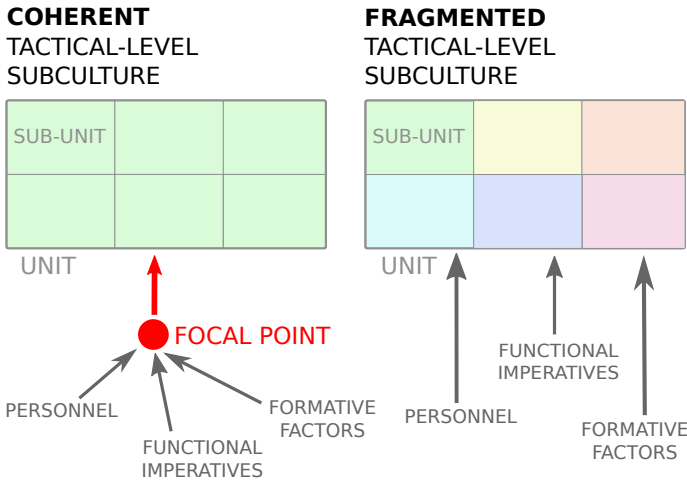 COHERENT
TACTICAL-LEVEL
SUBCULTURE
SUB-UNIT
UNIT
FOCAL POINT
PERSONNEL
FUNCTIONAL
IMPERATIVES
FORMATIVE
FACTORS
FRAGMENTED
TACTICAL-LEVEL
SUBCULTURE
SUB-UNIT
UNIT
PERSONNEL
FUNCTIONAL
IMPERATIVES
FORMATIVE
FACTORS